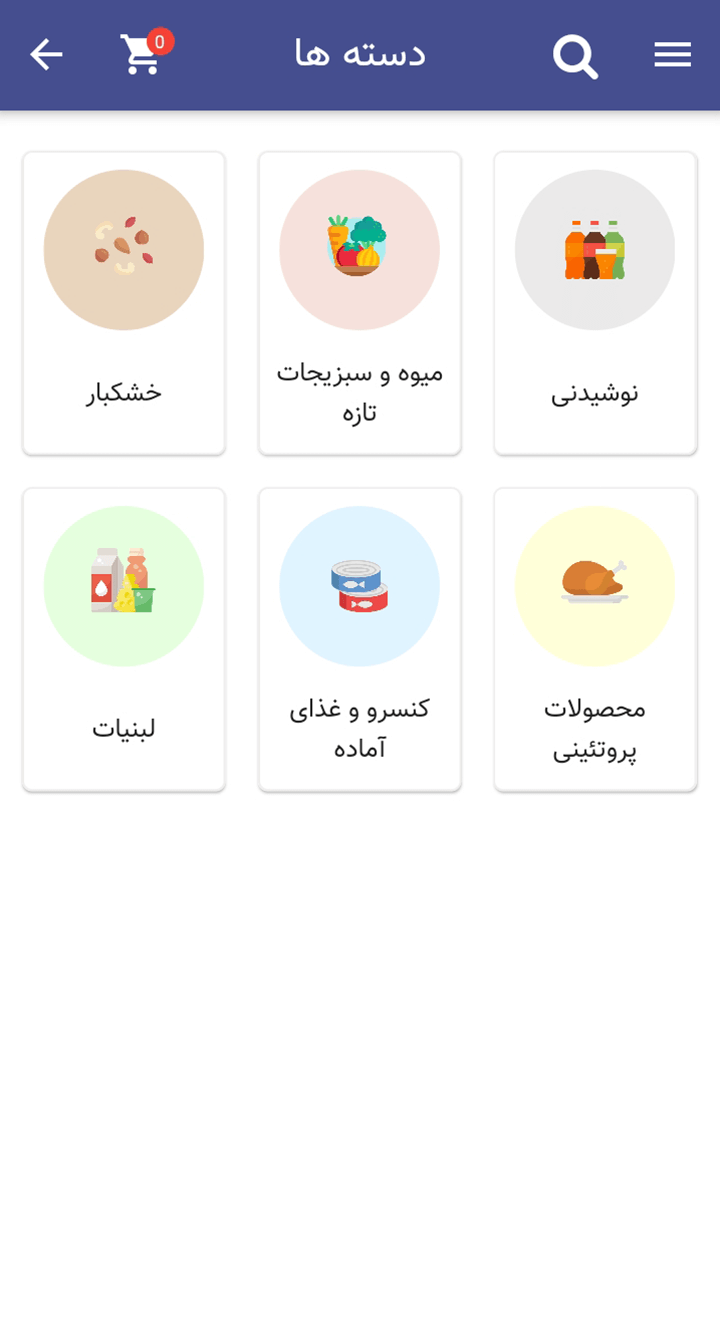 دسته ها
0
نوشیدنی
میوه و سبزیجات
تازه
خشکبار
محصولات
پروتئینی
کنسرو و غذای
آماده
لبنیات